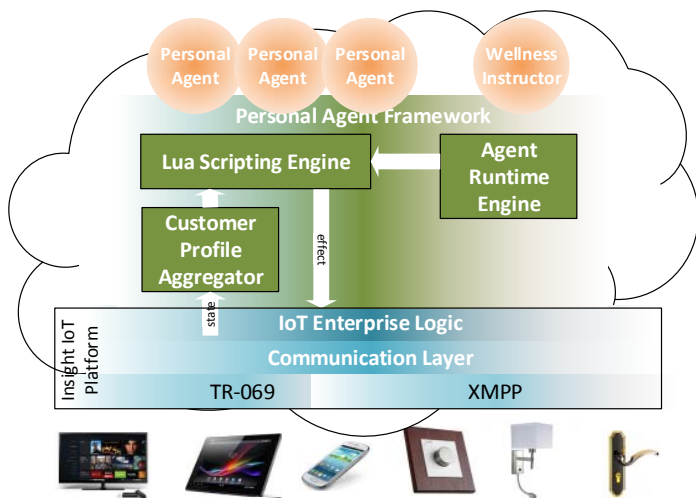 Personal
Agent
Personal
Agent
Personal
Agent
Wellness
Instructor
Personal Agent Framework
Lua Scripting Engine
Agent
Runtime
Engine
Customer
Profile
Aggregator
effect
state
Insight IoT
Platform
IoT Enterprise Logic
Communication Layer
TR-069
XMPP